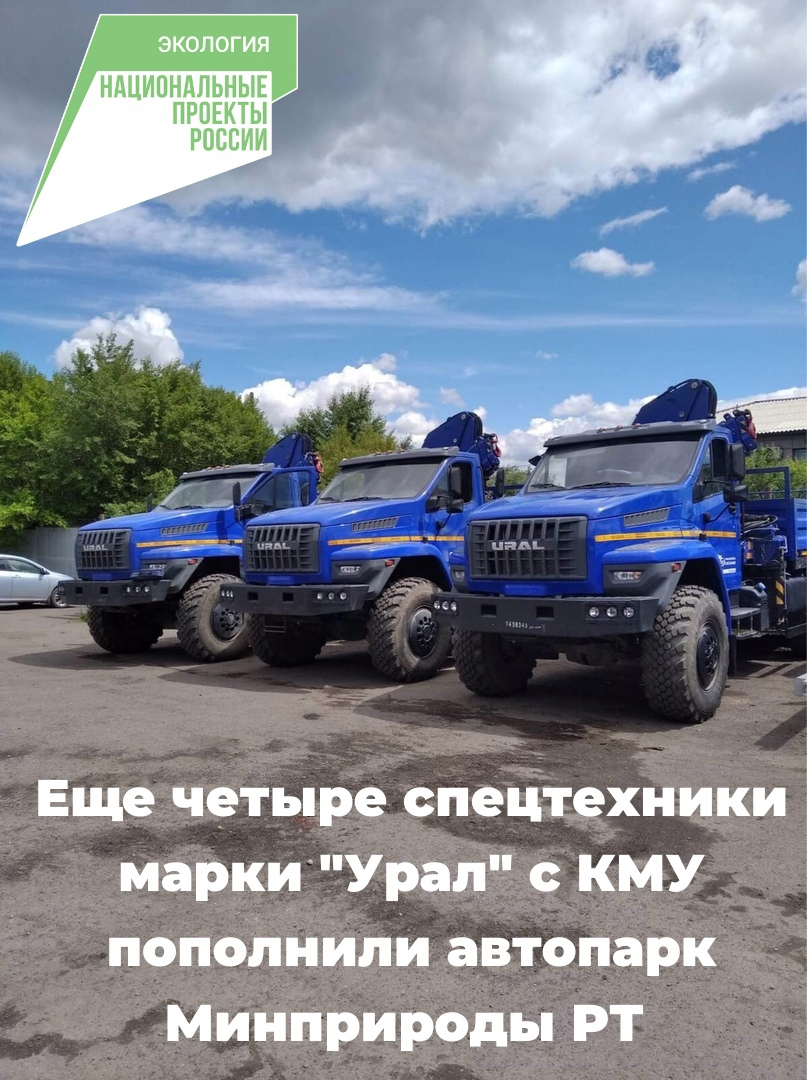 ЭКОЛОГИЯ
НАЦИОНАЛЬНЫЕ
ПРОЕКТЫ
РОССИИ
URAL
URAL
URAL
Еще четыре спецтехники
марки "Урал" с КМУ
пополнили автопарк
Минприроды РТ